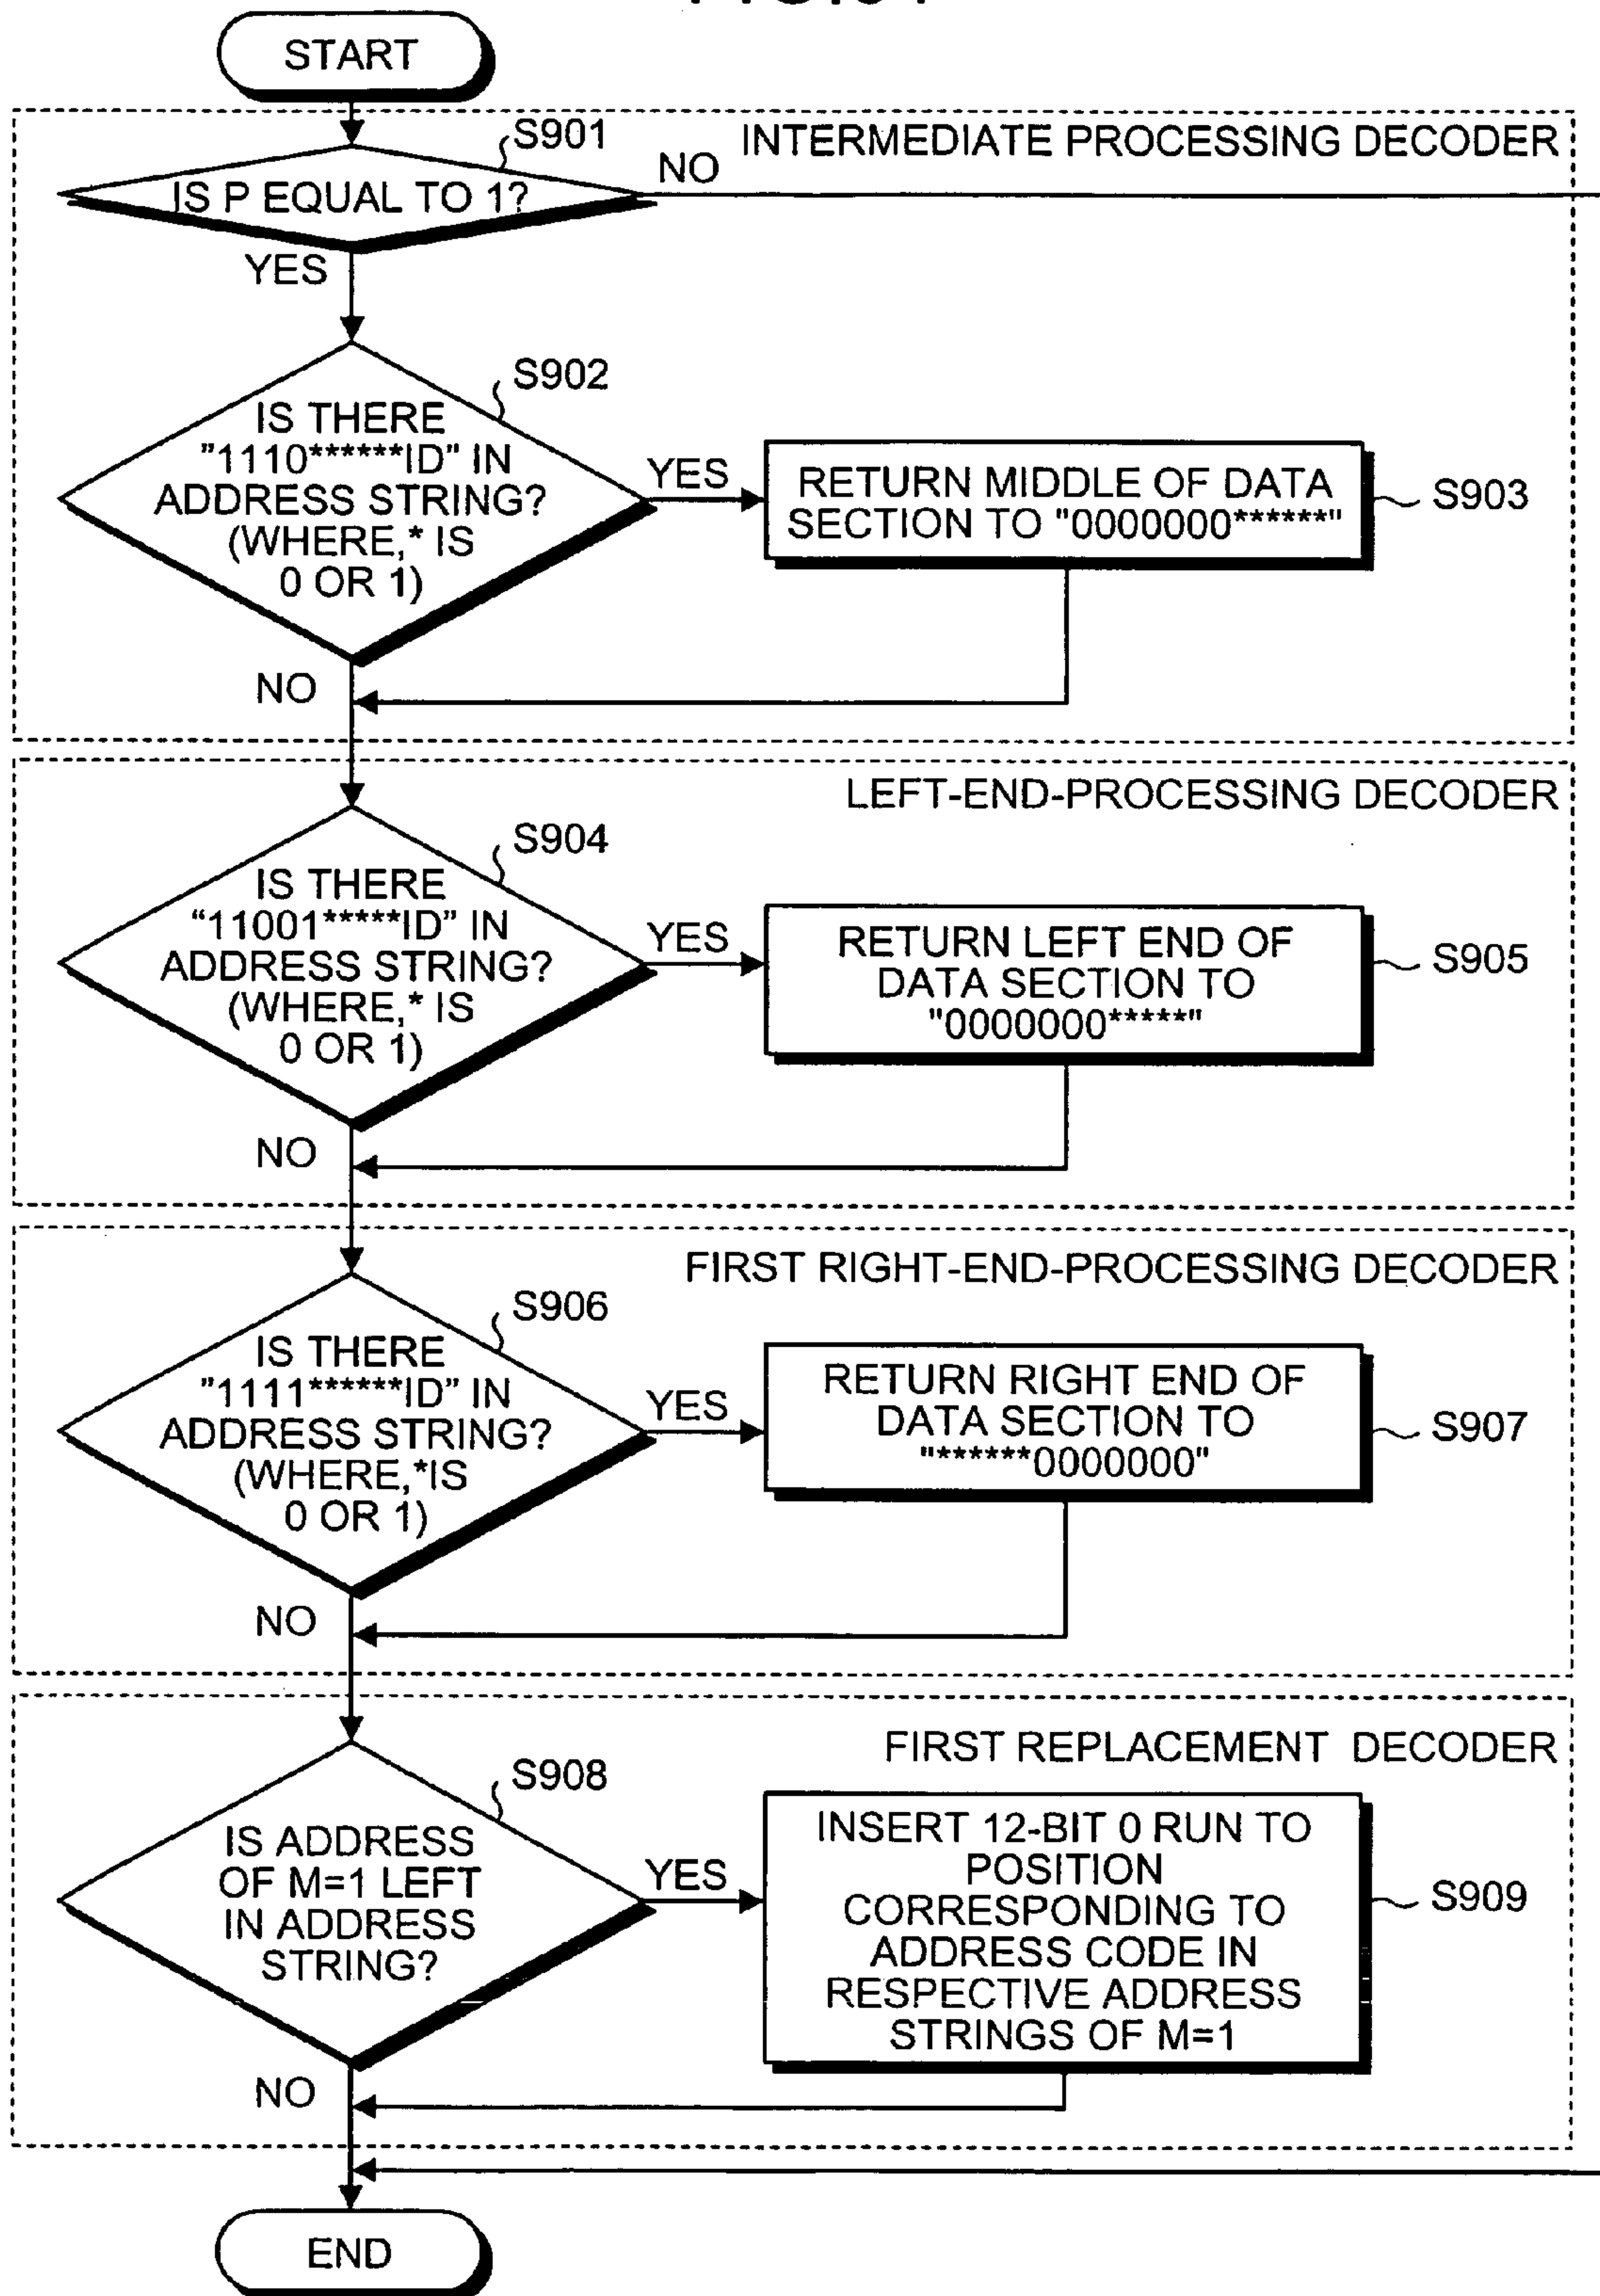 START
S901
INTERMEDIATE PROCESSING DECODER
IS P EQUAL TO 1?
NO
YES
S902
IS THERE
"1110******ID" IN
ADDRESS STRING?
(WHERE,* IS
0 OR 1)
YES
RETURN MIDDLE OF DATA
SECTION TO "0000000******"
S903
NO
LEFT-END-PROCESSING DECODER
S904
IS THERE
“11001*****ID” IN
ADDRESS STRING?
(WHERE,* IS
0 OR 1)
YES
RETURN LEFT END OF
DATA SECTION TO
"0000000*****"
S905
NO
FIRST RIGHT-END-PROCESSING DECODER
S906
IS THERE
"1111******ID" IN
ADDRESS STRING?
(WHERE,*IS
0 OR 1)
YES
RETURN RIGHT END OF
DATA SECTION TO
"******0000000"
S907
NO
FIRST REPLACEMENT DECODER
S908
IS ADDRESS
OF M=1 LEFT
IN ADDRESS
STRING?
YES
INSERT 12-BIT 0 RUN TO
POSITION
CORRESPONDING TO
ADDRESS CODE IN
RESPECTIVE ADDRESS
STRINGS OF M=1
S909
NO
END